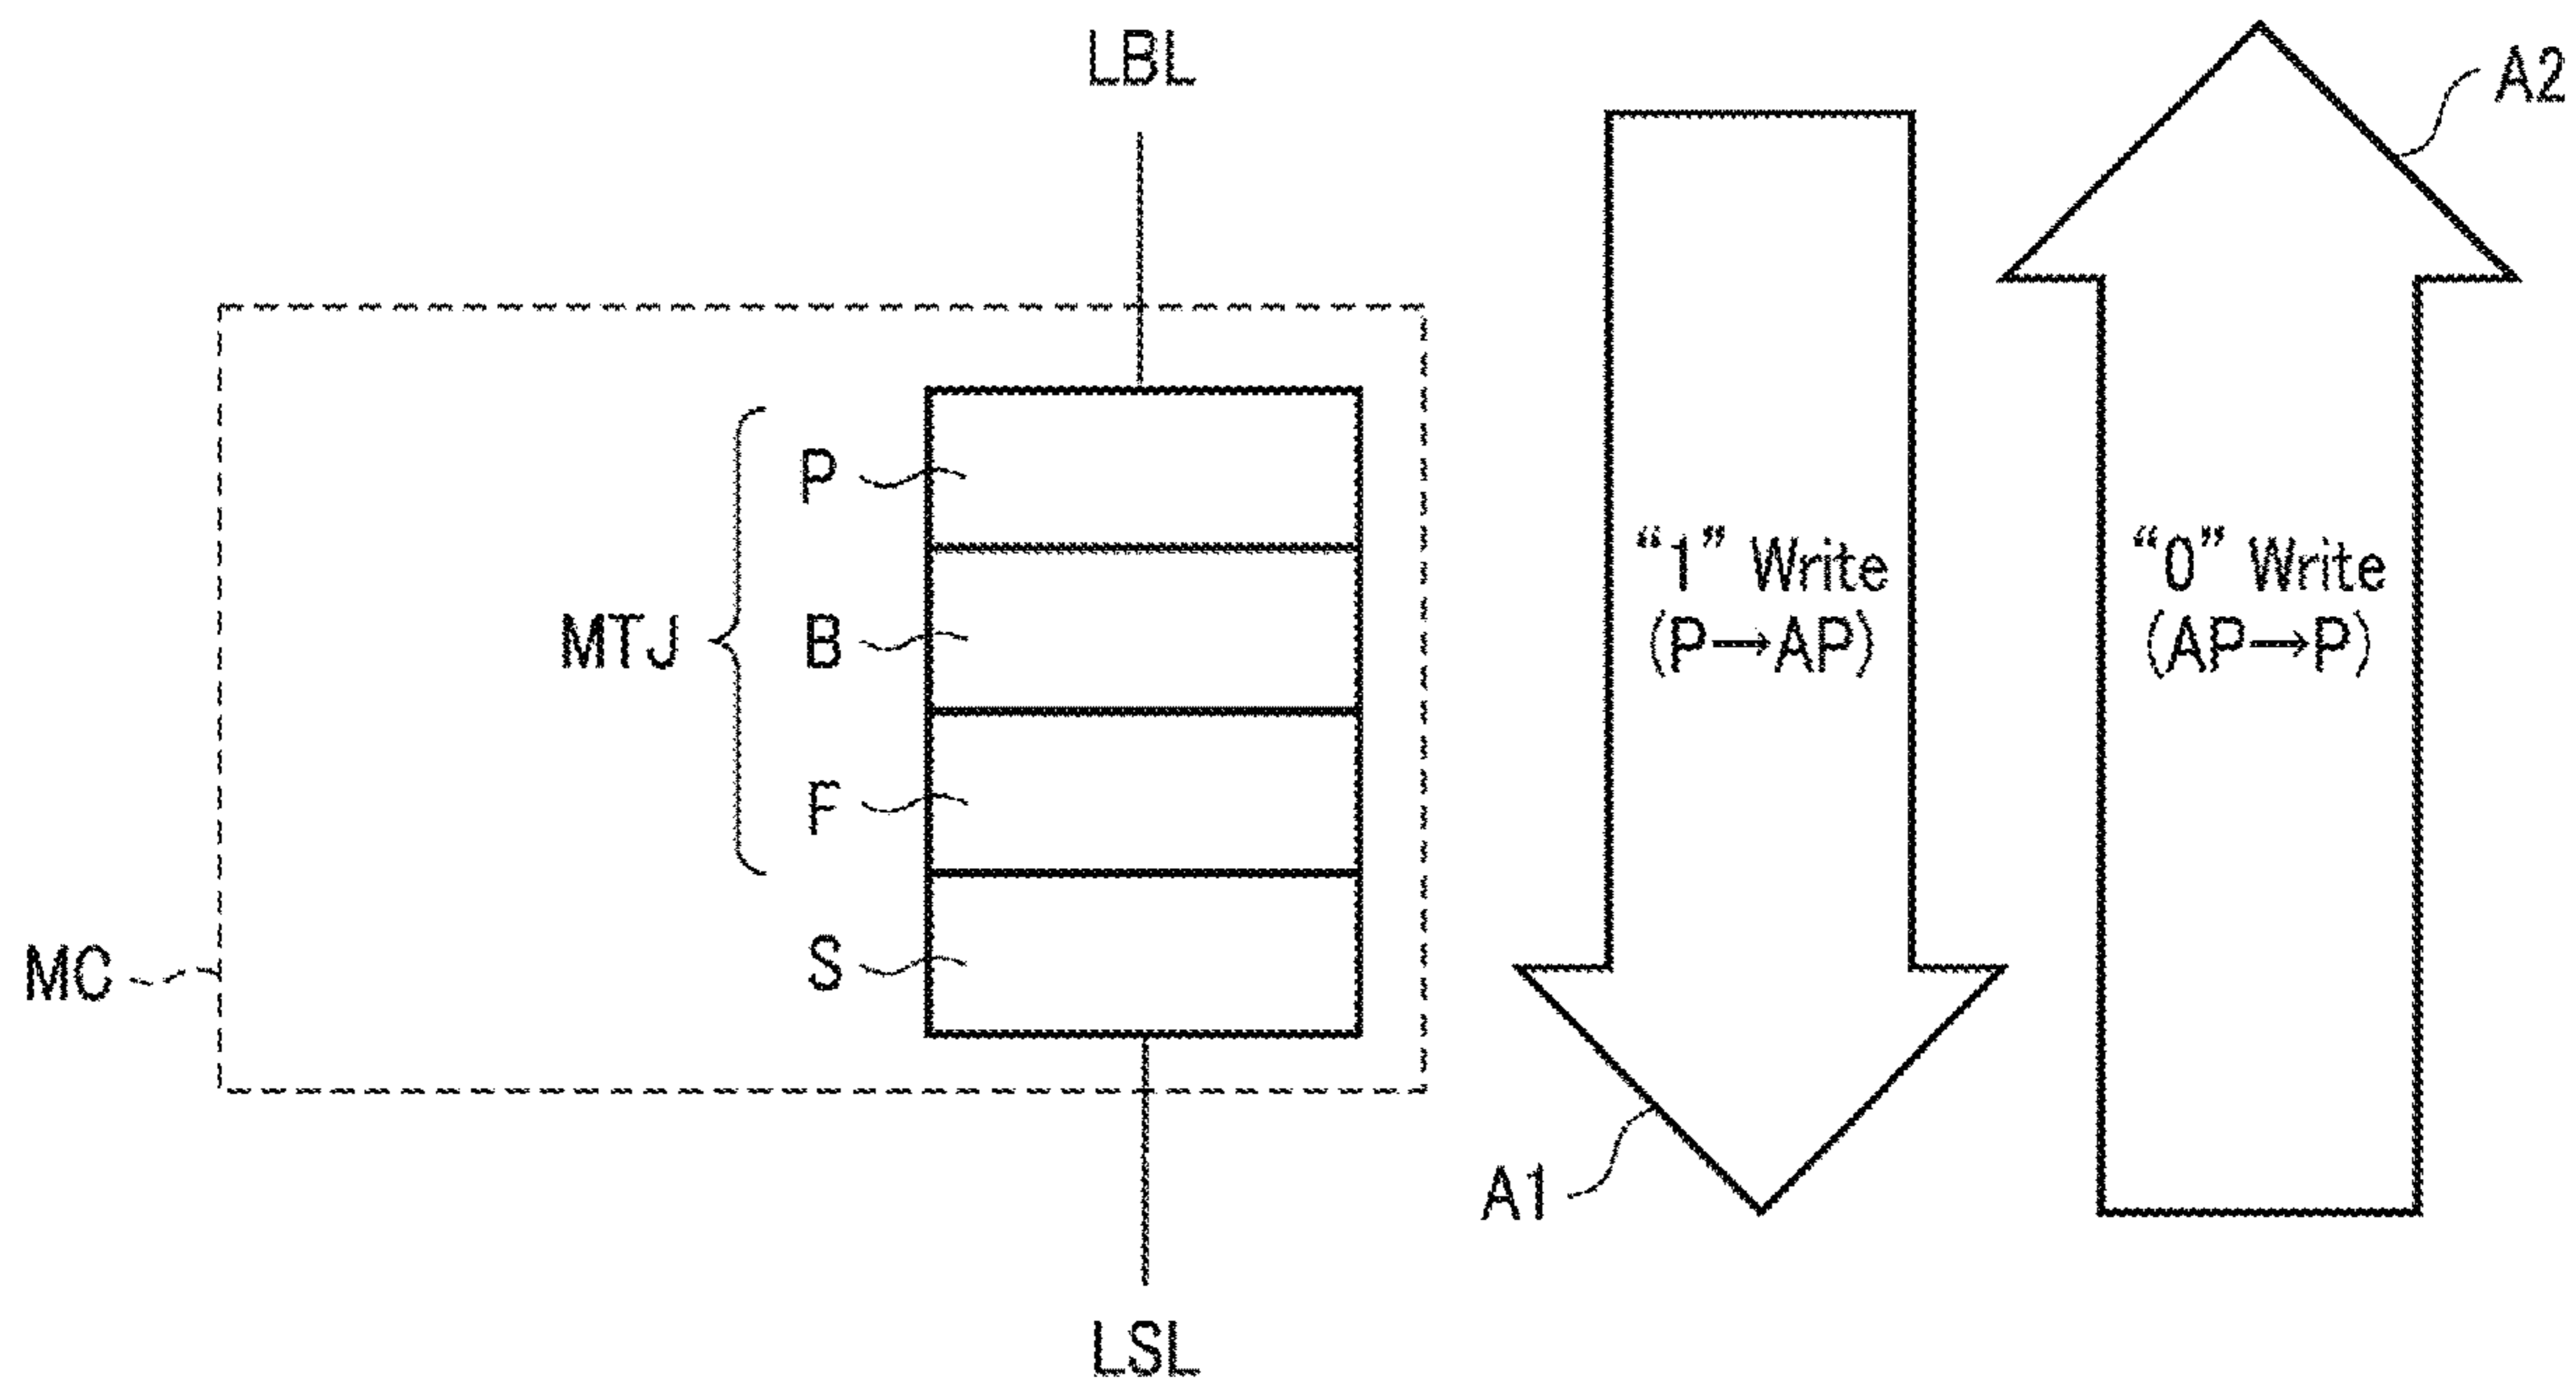 LBL
A2
P
B
MTJ
F
S
MC
“1” Write
(P→AP)
“0” Write
(AP→P)
A1
LSL